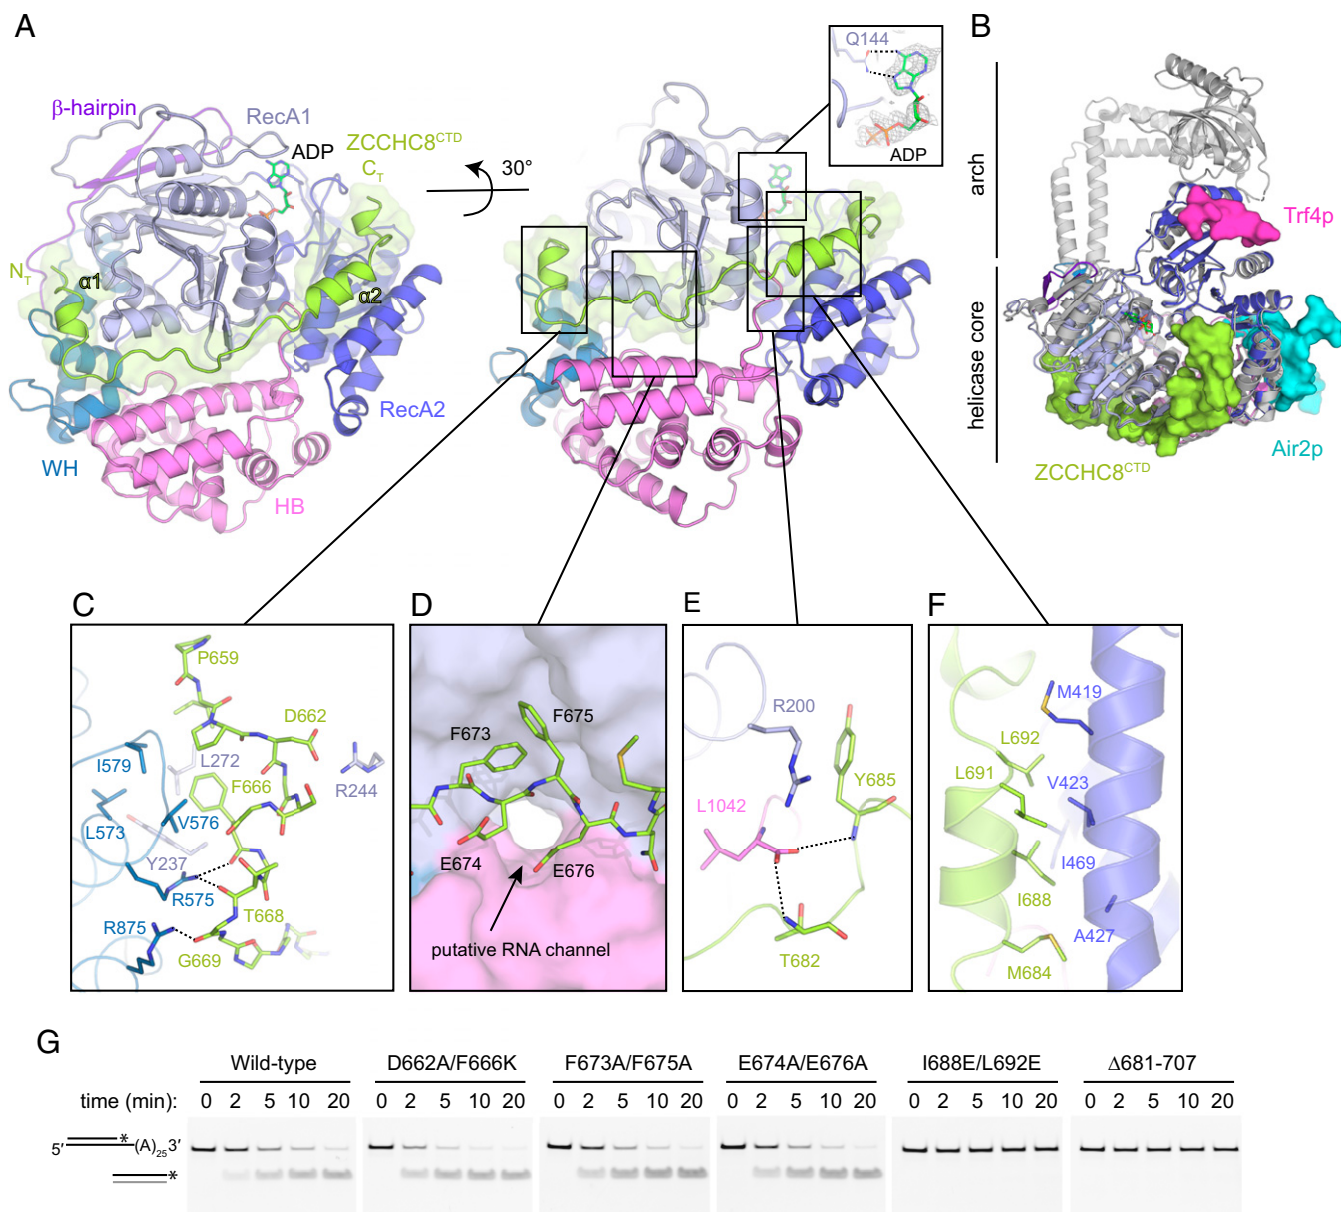 A
β-hairpin
RecA1
ADP
ZCCHC8CTD
CT
NT
α1
α2
WH
HB
RecA2
30°
Q144
ADP
B
arch
helicase core
Trf4p
Air2p
ZCCHC8CTD
C
P659
D662
I579
L272
F666
R244
L573
V576
Y237
R575
T668
R875
G669
D
F675
F673
E674
E676
putative RNA channel
E
R200
Y685
L1042
T682
F
M419
L692
L691
V423
I469
I688
A427
M684
G
Wild-type D662A/F666K F673A/F675A E674A/E676A I688E/L692E Δ681-707
time (min): 0 2 5 10 20 0 2 5 10 20 0 2 5 10 20 0 2 5 10 20 0 2 5 10 20 0 2 5 10 20
5′ * (A)25 3′
*